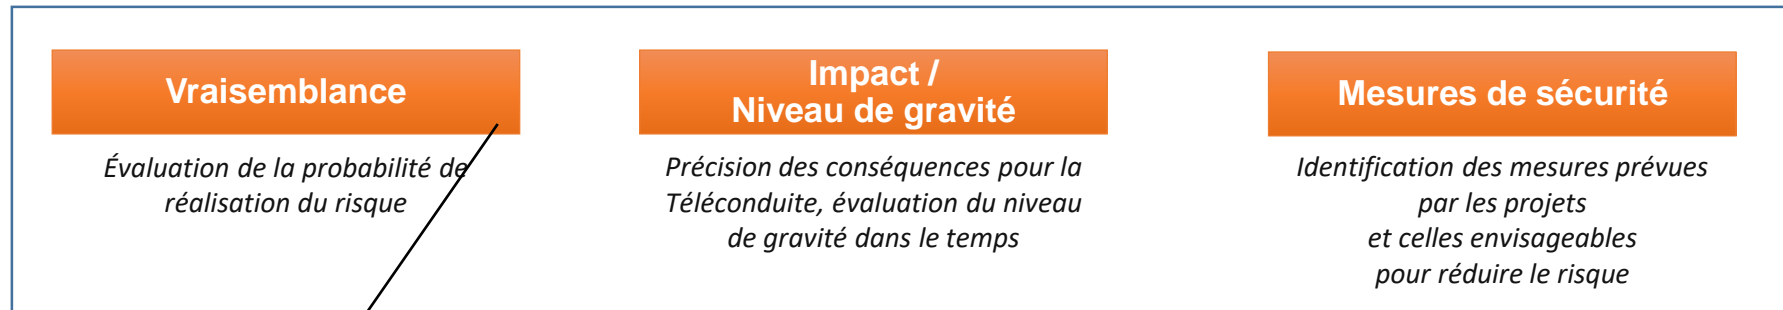 Vraisemblance
Évaluation de la probabilité de
réalisation du risque
Impact /
Niveau de gravité
Précision des conséquences pour la
Téléconduite, évaluation du niveau
de gravité dans le temps
Mesures de sécurité
Identification des mesures prévues
par les projets
et celles envisageables
pour réduire le risque